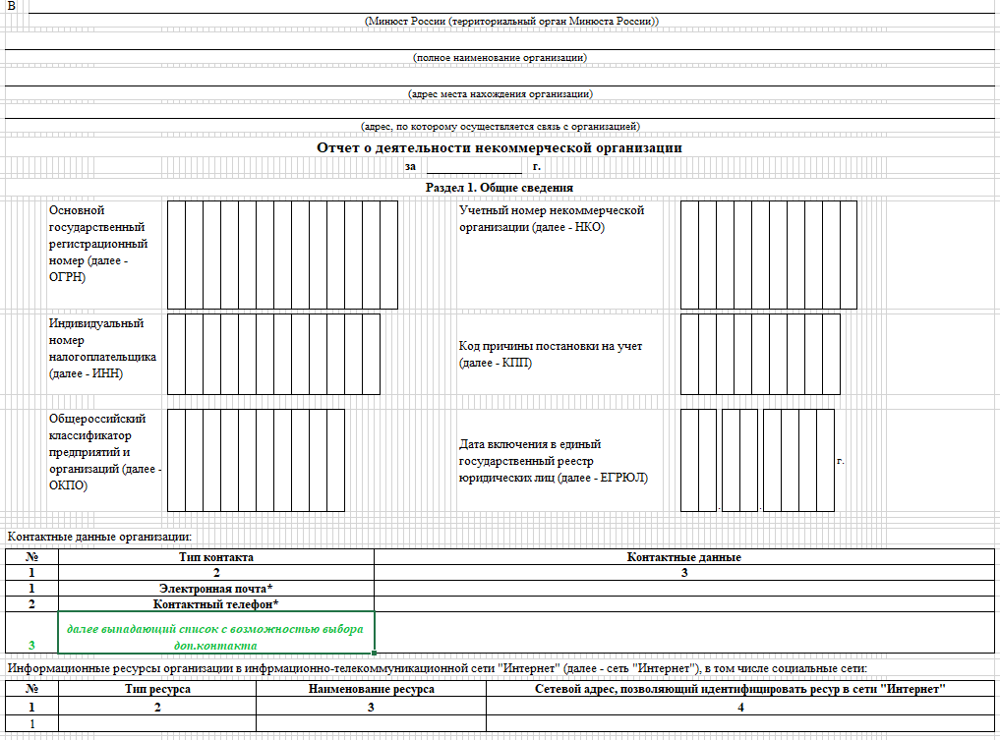 В
(Минюст России (территориальный орган Минюста России))
(полное наименование организации)
(адрес места нахождения организации)
(адрес, по которому осуществляется связь с организацией)
Отчет о деятельности некоммерческой организации
за г.
Раздел 1. Общие сведения
Основной
государственный
регистрационный
номер (далее -
ОГРН)
Учетный номер некоммерческой
организации (далее - НКО)
Индивидуальный
номер
налогоплательщика
(далее - ИНН)
Код причины постановки на учет
(далее - КПП)
Общероссийский
классификатор
предприятий и
организаций (далее -
ОКПО)
Дата включения в единый
государственный реестр
юридических лиц (далее - ЕГРЮЛ)
. . г.
Контактные данные организации:
№ Тип контакта Контактные данные
1 2 3
1 Электронная почта*
2 Контактный телефон*
далее выпадающий список с возможностью выбора
3 доп.контакта
Информационные ресурсы организации в инфрмационно-телекоммуникационной сети "Интернет" (далее - сеть "Интернет"), в том числе социальные сети:
№ Тип ресурса Наименование ресурса Сетевой адрес, позволяющий идентифицировать ресурс в сети "Интернет"
1 2 3 4
1